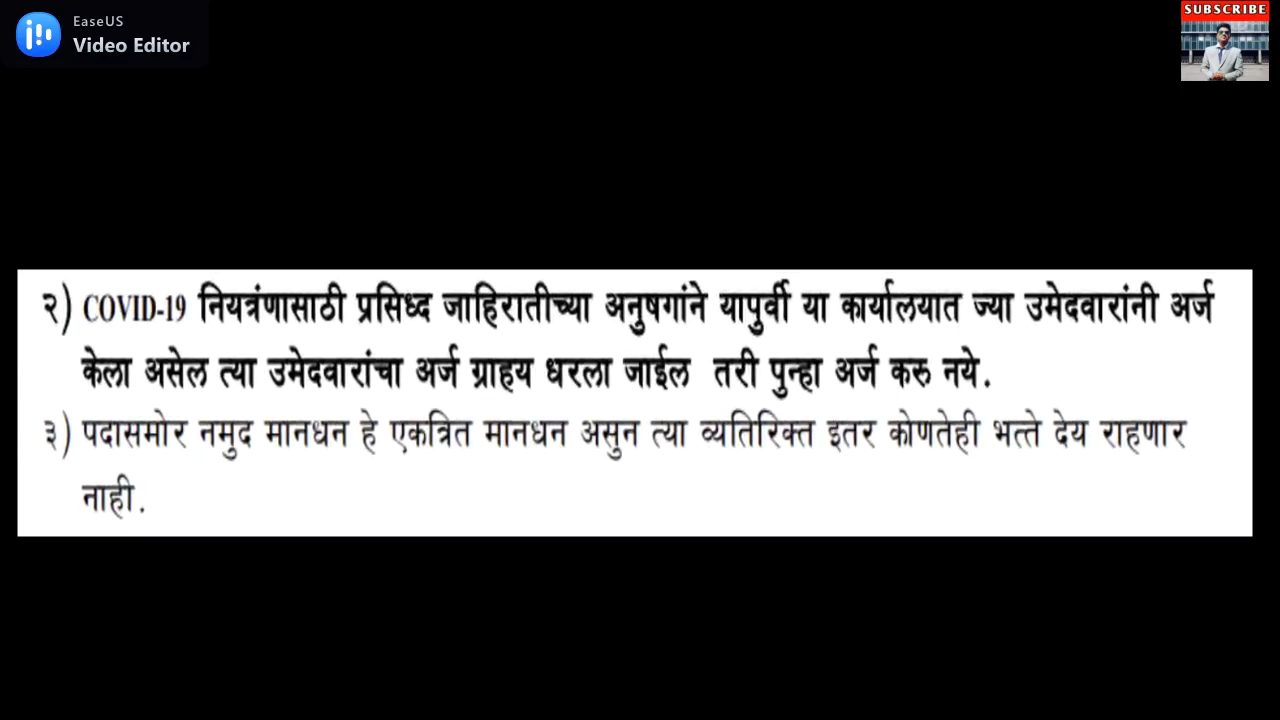 EaseUS
Video Editor
SUBSCRIBE
२) COVID-19 नियत्रंणासाठी प्रसिध्द जाहिरातीच्या अनुषगांने यापुर्वी या कार्यालयात ज्या उमेदवारांनी अर्ज
केला असेल त्या उमेदवारांचा अर्ज ग्राहय धरला जाईल तरी पुन्हा अर्ज करू नये.
३) पदासमोर नमुद मानधन हे एकत्रित मानधन असुन त्या व्यतिरिक्त इतर कोणतेही भत्ते देय राहणार
नाही.